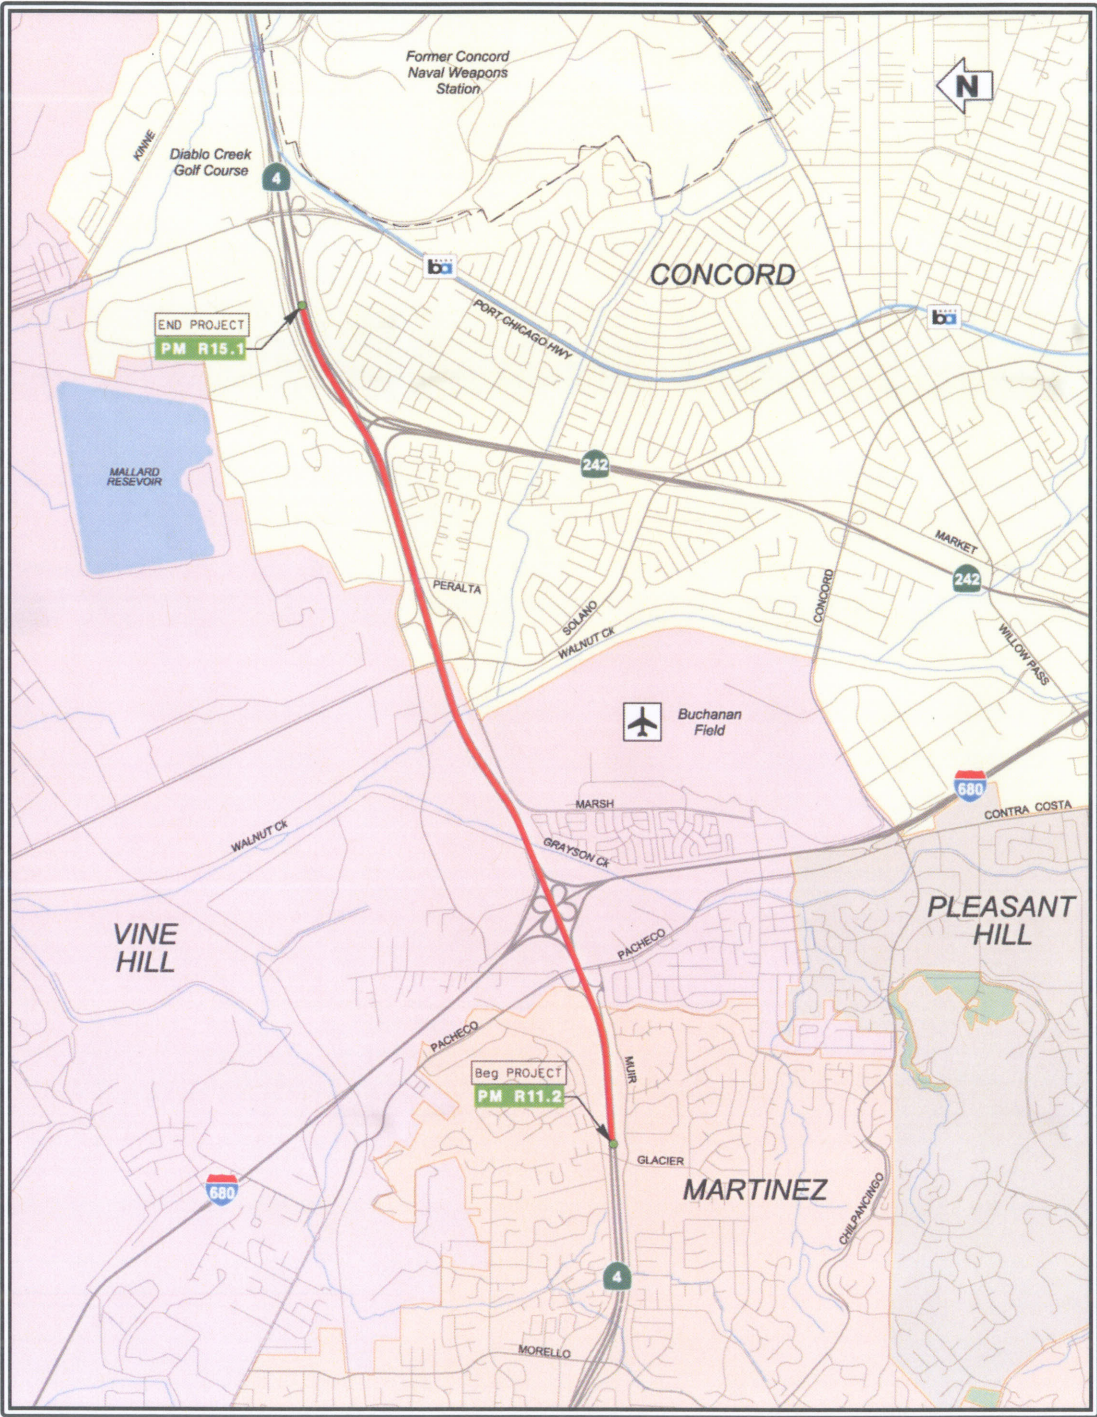 Former Concord
Naval Weapons
Station
N
KINNE
Diablo Creek
Golf Course
4
ba
CONCORD
PORT CHICAGO HWY
ba
END PROJECT
PM R15.1
MALLARD
RESEVOIR
242
MARKET
242
PERALTA
SOLANO
CONCORD
WALNUT Ck
WILLOW PASS
Buchanan
Field
680
MARSH
CONTRA COSTA
WALNUT Ck
GRAYSON Ck
VINE
HILL
PLEASANT
HILL
PACHECO
PACHECO
MUIR
Beg PROJECT
PM R11.2
GLACIER
680
MARTINEZ
CHILPANCINGO
4
MORELLO